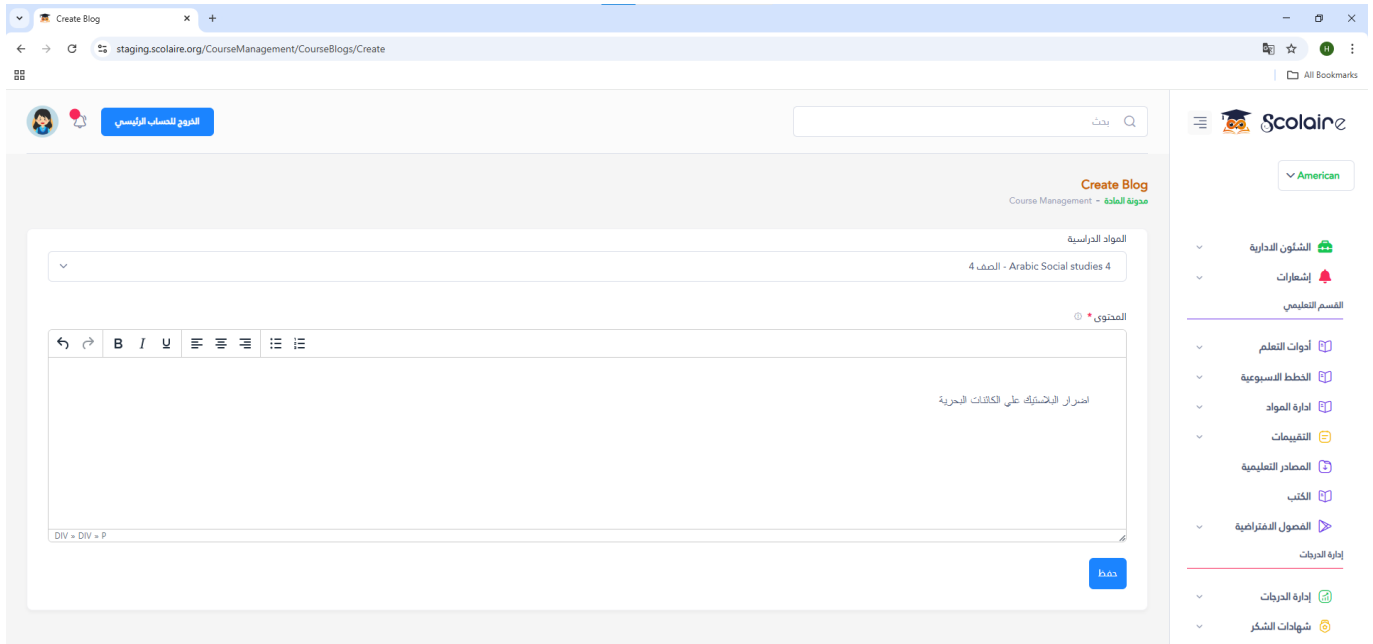 Create Blog
staging.scolaire.org/CourseManagement/CourseBlogs/Create
H
All Bookmarks
Scolaire
بحث
الخروج للحساب الرئيسي
American
Create Blog
مدونة المادة - Course Management
المواد الدراسية
Arabic Social studies 4 - الصف 4
المحتوى *
B I U
اضرار البلاستيك علي الكائنات البحرية
DIV » DIV » P
حفظ
الشئون الادارية
إشعارات
القسم التعليمي
أدوات التعلم
الخطط الاسبوعية
ادارة المواد
التقييمات
المصادر التعليمية
الكتب
الفصول الافتراضية
إدارة الدرجات
إدارة الدرجات
شهادات الشكر